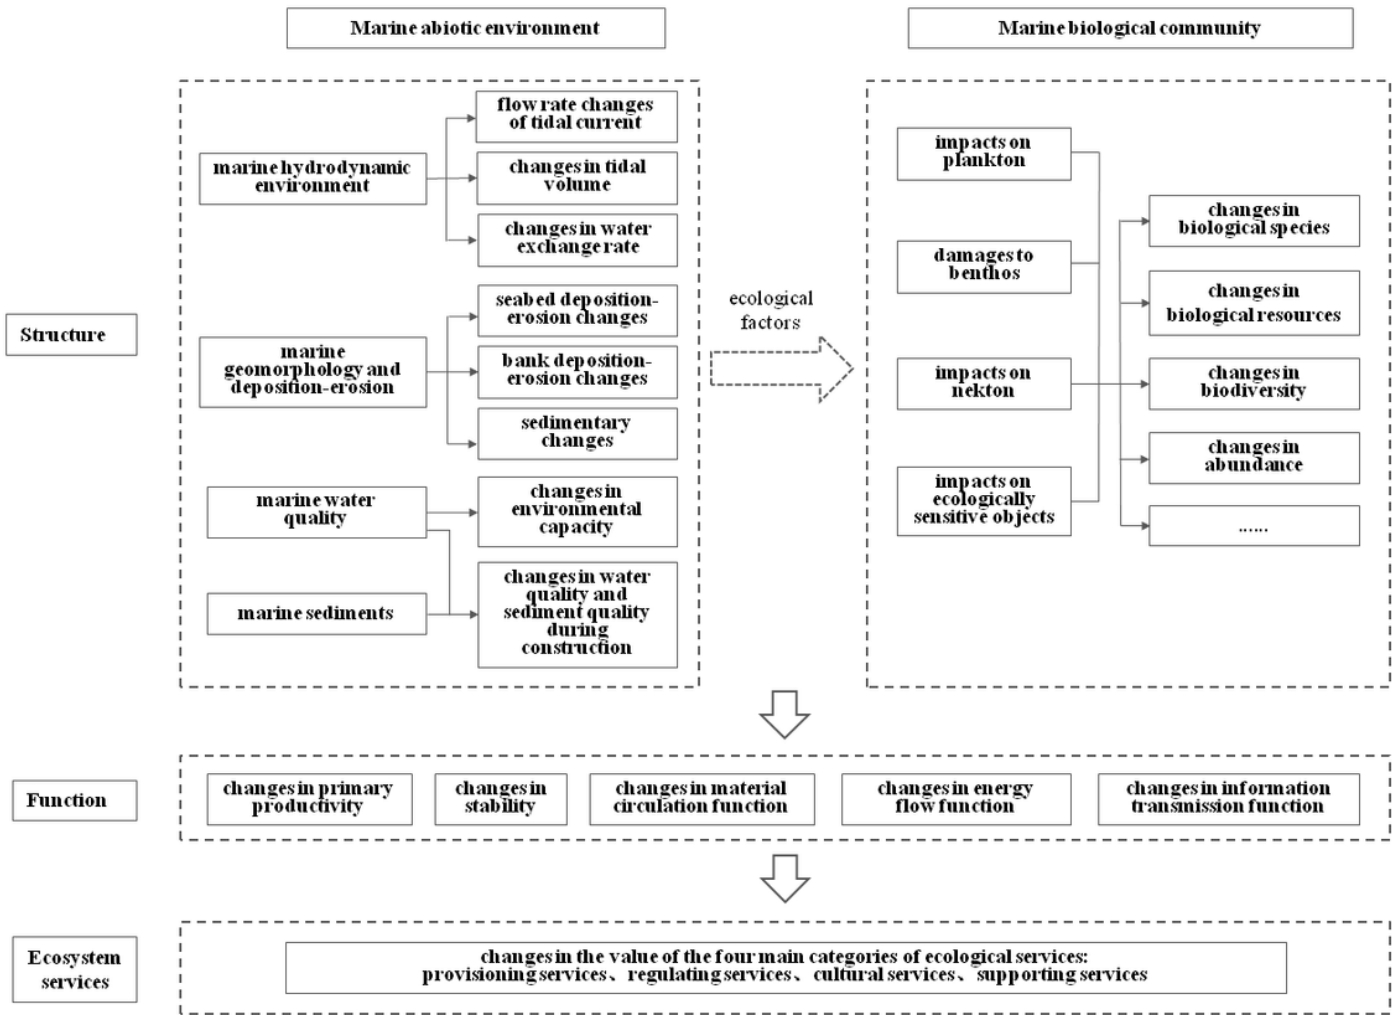 Marine abiotic environment
Marine biological community
Structure
marine hydrodynamic
environment
flow rate changes
of tidal current
changes in tidal
volume
changes in water
exchange rate
marine
geomorphology and
deposition-erosion
seabed deposition-
erosion changes
bank deposition-
erosion changes
sedimentary
changes
marine water
quality
changes in
environmental
capacity
marine sediments
changes in water
quality and
sediment quality
during
construction
ecological
factors
impacts on
plankton
damages to
benthos
impacts on
nekton
impacts on
ecologically
sensitive objects
changes in
biological species
changes in
biological resources
changes in
biodiversity
changes in
abundance
......
Function
changes in primary
productivity
changes in
stability
changes in material
circulation function
changes in energy
flow function
changes in information
transmission function
Ecosystem
services
changes in the value of the four main categories of ecological services:
provisioning services、regulating services、cultural services、supporting services